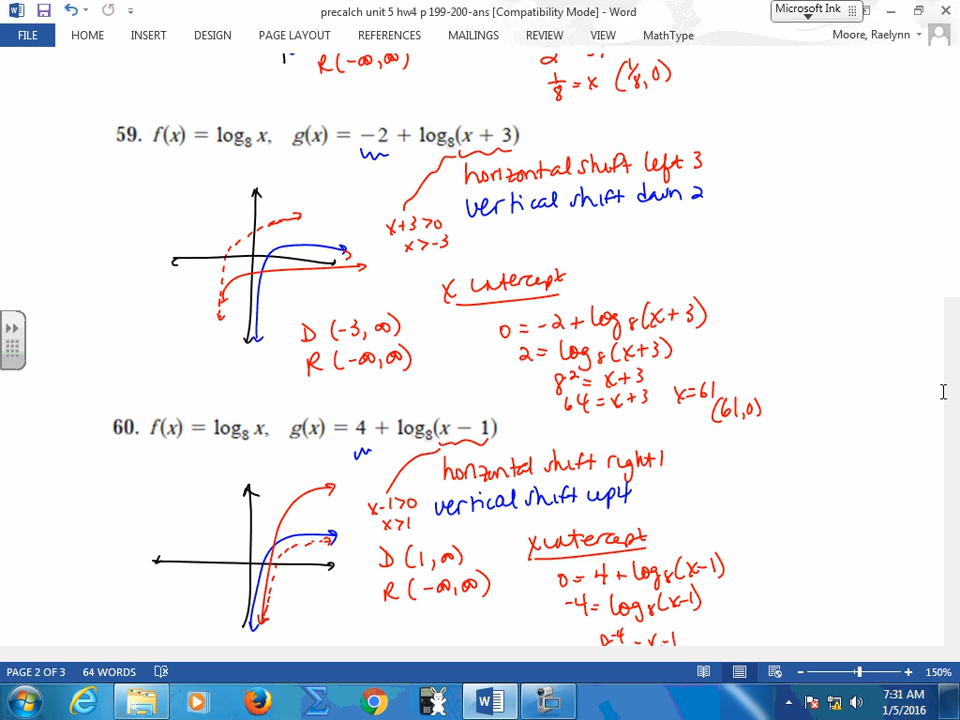 precalch unit 5 hw4 p 199-200-ans [Compatibility Mode] - Word
Microsoft Ink
FILE HOME INSERT DESIGN PAGE LAYOUT REFERENCES MAILINGS REVIEW VIEW MathType
Moore, Raelynn
R (-∞, ∞)
1/8 = x (1/8, 0)
59. f(x) = log₈ x, g(x) = −2 + log₈(x + 3)
horizontal shift left 3
vertical shift down 2
x+3>0
x>-3
x intercept
D (-3, ∞)
R (-∞, ∞)
0 = -2 + log₈(x+3)
2 = log₈(x+3)
8² = x+3
64 = x+3 x=61
(61,0)
60. f(x) = log₈ x, g(x) = 4 + log₈(x − 1)
horizontal shift right 1
vertical shift up 4
x-1>0
x>1
D (1, ∞)
R (-∞, ∞)
x intercept
0 = 4 + log₈(x-1)
-4 = log₈(x-1)
PAGE 2 OF 3 64 WORDS
150%
7:31 AM
1/5/2016